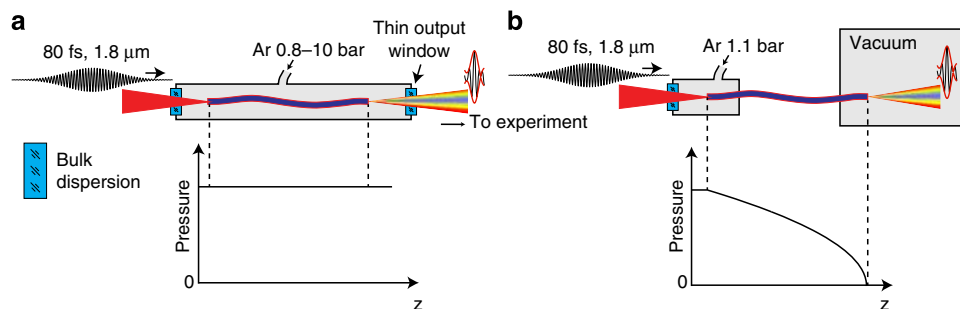 a
80 fs, 1.8 μm
Ar 0.8–10 bar
Thin output
window
To experiment
Bulk
dispersion
Pressure
0
z
b
80 fs, 1.8 μm
Ar 1.1 bar
Vacuum
Pressure
0
z